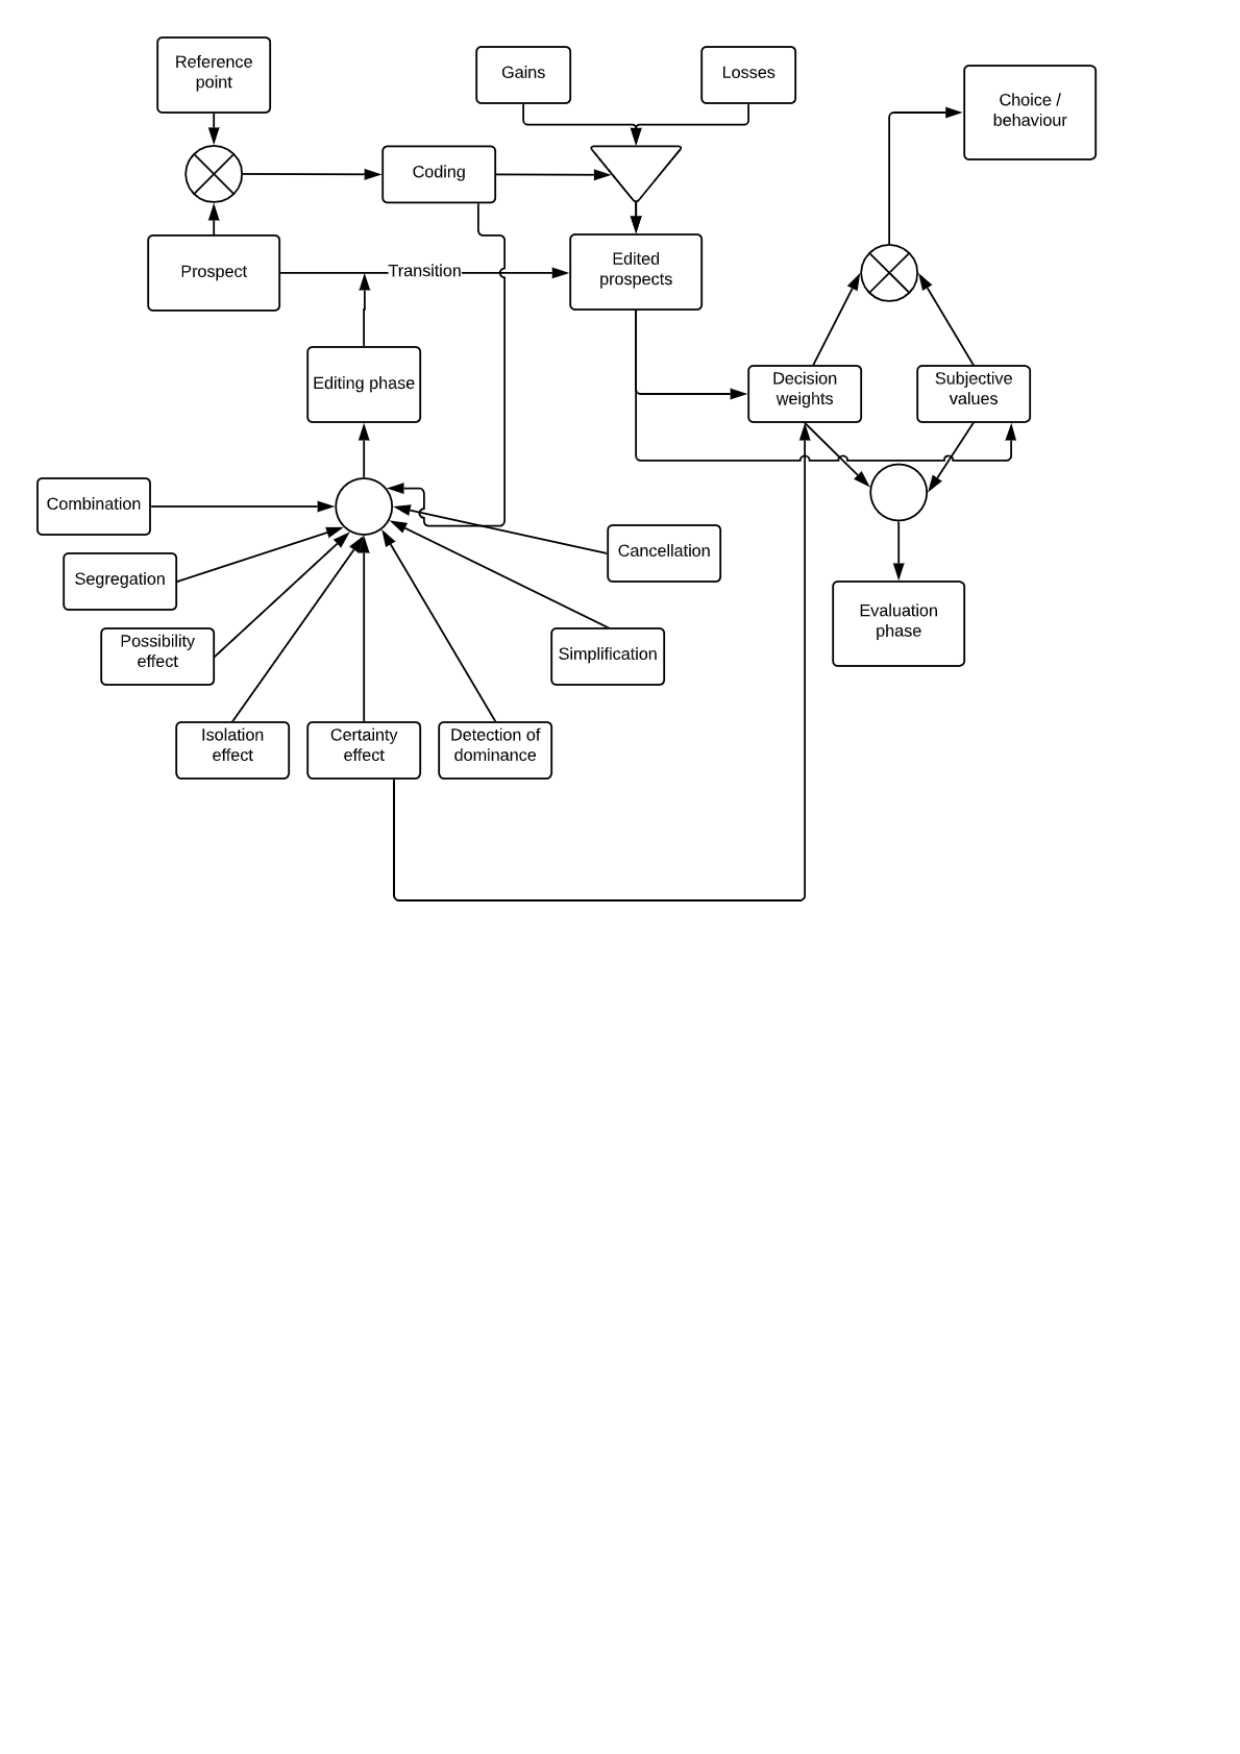 Reference
point
Gains
Losses
Choice /
behaviour
Coding
Prospect
Transition
Edited
prospects
Editing phase
Decision
weights
Subjective
values
Combination
Segregation
Possibility
effect
Isolation
effect
Certainty
effect
Detection of
dominance
Simplification
Cancellation
Evaluation
phase